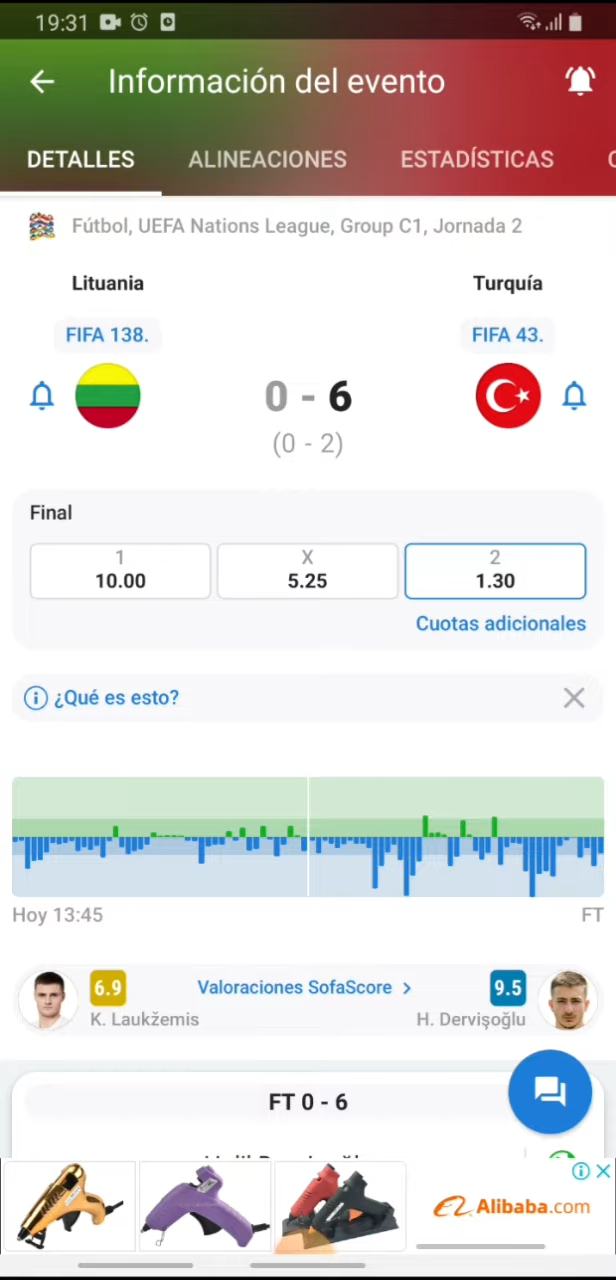 19:31
Información del evento
DETALLES ALINEACIONES ESTADÍSTICAS
Fútbol, UEFA Nations League, Group C1, Jornada 2
Lituania Turquía
FIFA 138. FIFA 43.
0 - 6
(0 - 2)
Final
1 X 2
10.00 5.25 1.30
Cuotas adicionales
¿Qué es esto?
Hoy 13:45 FT
6.9 Valoraciones SofaScore > 9.5
K. Laukžemis H. Dervişoğlu
FT 0 - 6
Alibaba.com